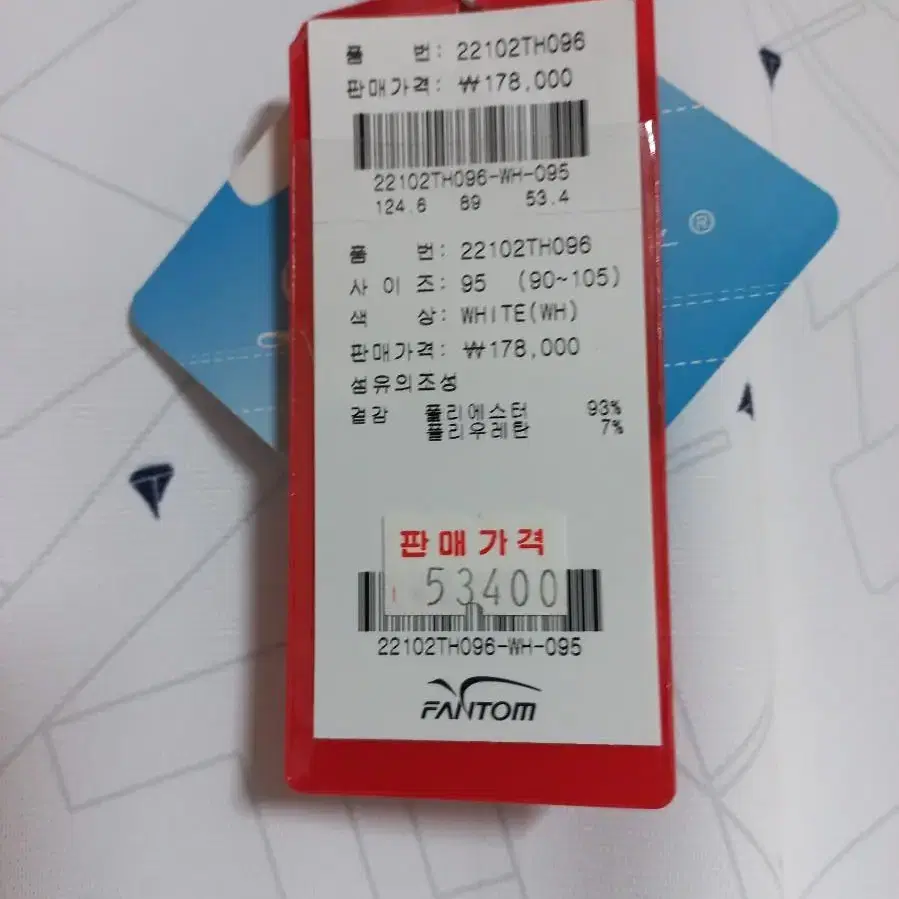 품 번: 22102TH096
판매가격: ₩178,000
22102TH096-WH-095
124.6 89 53.4
®
품 번: 22102TH096
사 이 즈: 95 (90~105)
색 상: WHITE(WH)
판매가격: ₩178,000
섬유의조성
겉감 폴리에스터 93%
폴리우레탄 7%
판매가격
53400
22102TH096-WH-095
FANTOM